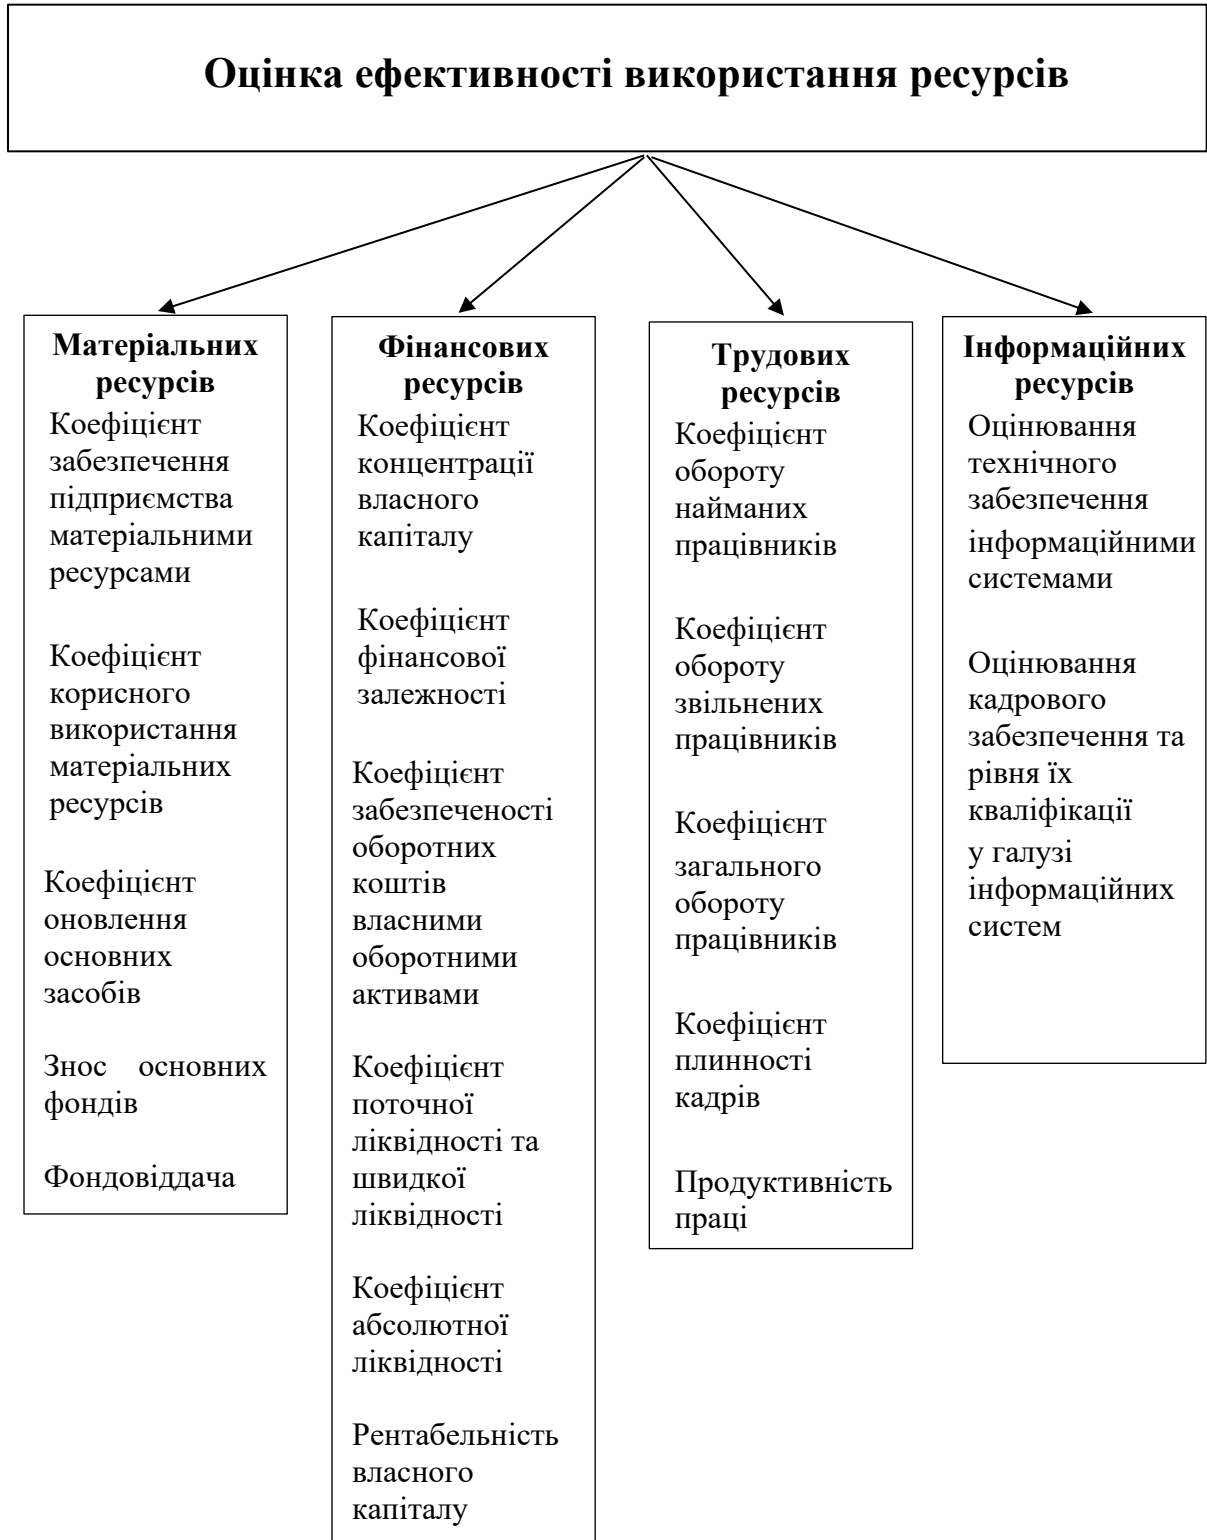 Оцінка ефективності використання ресурсів
Матеріальних
ресурсів
Коефіцієнт
забезпечення
підприємства
матеріальними
ресурсами
Коефіцієнт
корисного
використання
матеріальних
ресурсів
Коефіцієнт
оновлення
основних
засобів
Знос основних
фондів
Фондовіддача
Фінансових
ресурсів
Коефіцієнт
концентрації
власного
капіталу
Коефіцієнт
фінансової
залежності
Коефіцієнт
забезпеченості
оборотних
коштів
власними
оборотними
активами
Коефіцієнт
поточної
ліквідності та
швидкої
ліквідності
Коефіцієнт
абсолютної
ліквідності
Рентабельність
власного
капіталу
Трудових
ресурсів
Коефіцієнт
обороту
найманих
працівників
Коефіцієнт
обороту
звільнених
працівників
Коефіцієнт
загального
обороту
працівників
Коефіцієнт
плинності
кадрів
Продуктивність
праці
Інформаційних
ресурсів
Оцінювання
технічного
забезпечення
інформаційними
системами
Оцінювання
кадрового
забезпечення та
рівня їх
кваліфікації
у галузі
інформаційних
систем